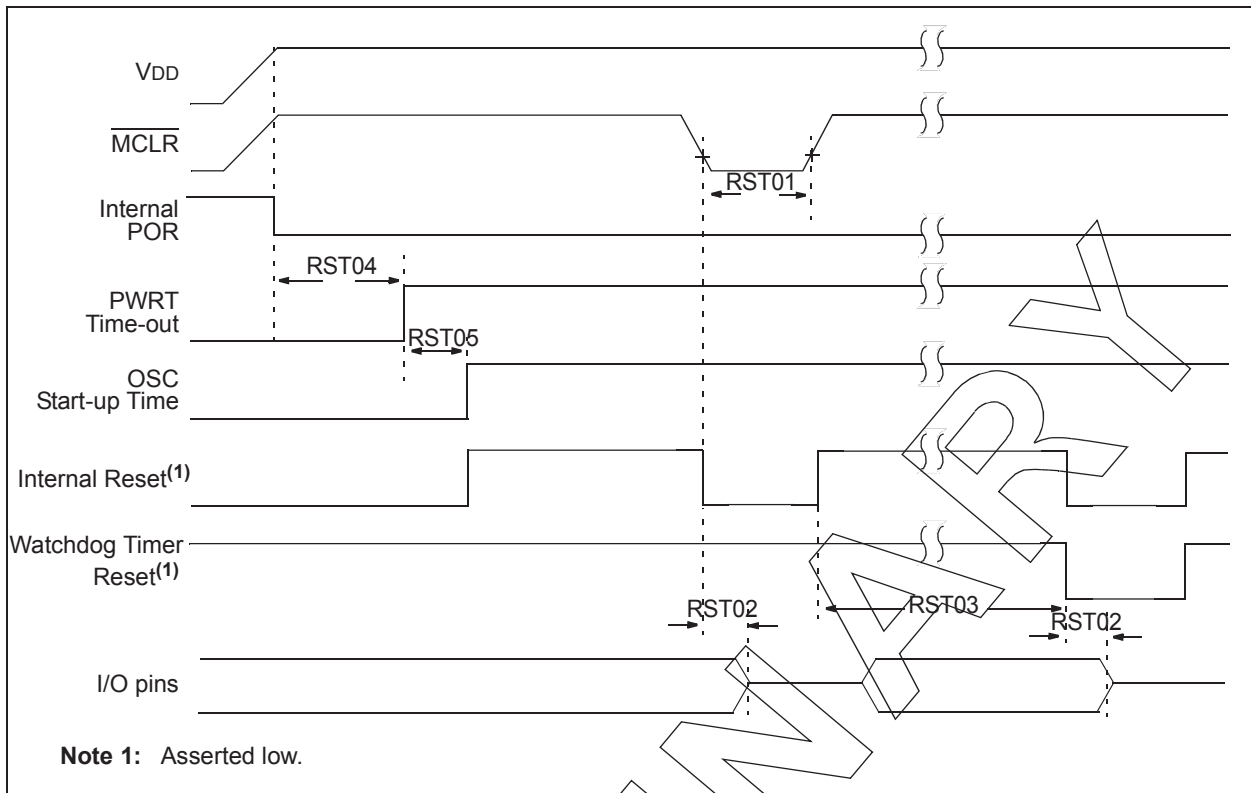 VDD
MCLR
RST01
Internal
POR
RST04
PWRT
Time-out
RST05
OSC
Start-up Time
Internal Reset(1)
Watchdog Timer
Reset(1)
RST02
RST03
RST02
I/O pins
Note 1: Asserted low.
N A R Y